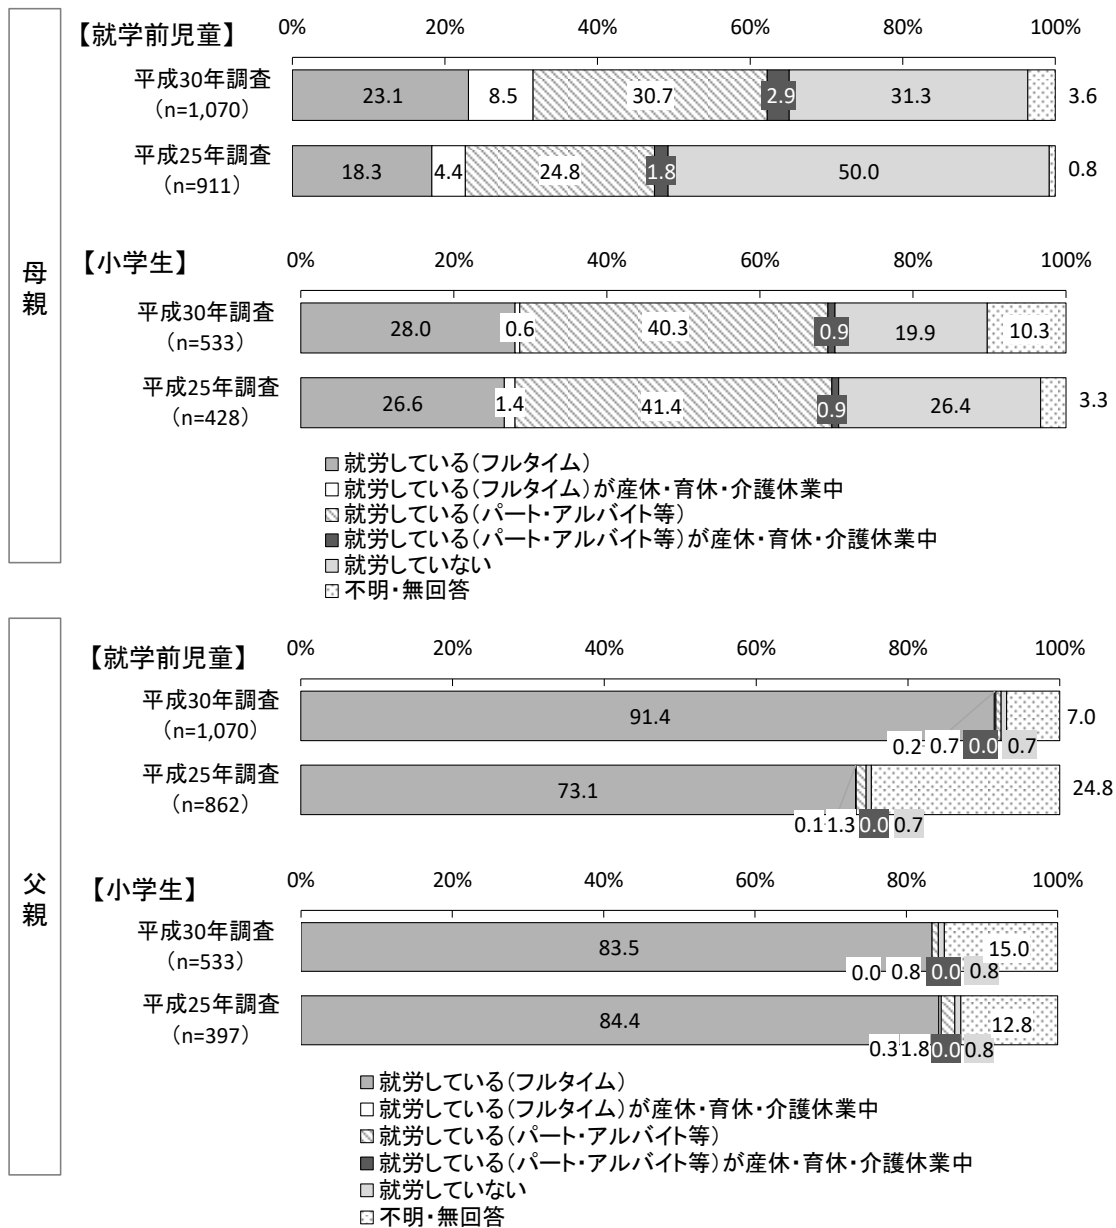 母親
【就学前児童】
0% 20% 40% 60% 80% 100%
平成30年調査
（n=1,070）
23.1 8.5 30.7 2.9 31.3 3.6
平成25年調査
（n=911）
18.3 4.4 24.8 1.8 50.0 0.8
【小学生】
0% 20% 40% 60% 80% 100%
平成30年調査
（n=533）
28.0 0.6 40.3 0.9 19.9 10.3
平成25年調査
（n=428）
26.6 1.4 41.4 0.9 26.4 3.3
就労している（フルタイム）
就労している（フルタイム）が産休・育休・介護休業中
就労している（パート・アルバイト等）
就労している（パート・アルバイト等）が産休・育休・介護休業中
就労していない
不明・無回答
父親
【就学前児童】
0% 20% 40% 60% 80% 100%
平成30年調査
（n=1,070）
91.4 7.0
0.2 0.7 0.0 0.7
平成25年調査
（n=862）
73.1 24.8
0.1 1.3 0.0 0.7
【小学生】
0% 20% 40% 60% 80% 100%
平成30年調査
（n=533）
83.5 15.0
0.0 0.8 0.0 0.8
平成25年調査
（n=397）
84.4 12.8
0.3 1.8 0.0 0.8
就労している（フルタイム）
就労している（フルタイム）が産休・育休・介護休業中
就労している（パート・アルバイト等）
就労している（パート・アルバイト等）が産休・育休・介護休業中
就労していない
不明・無回答